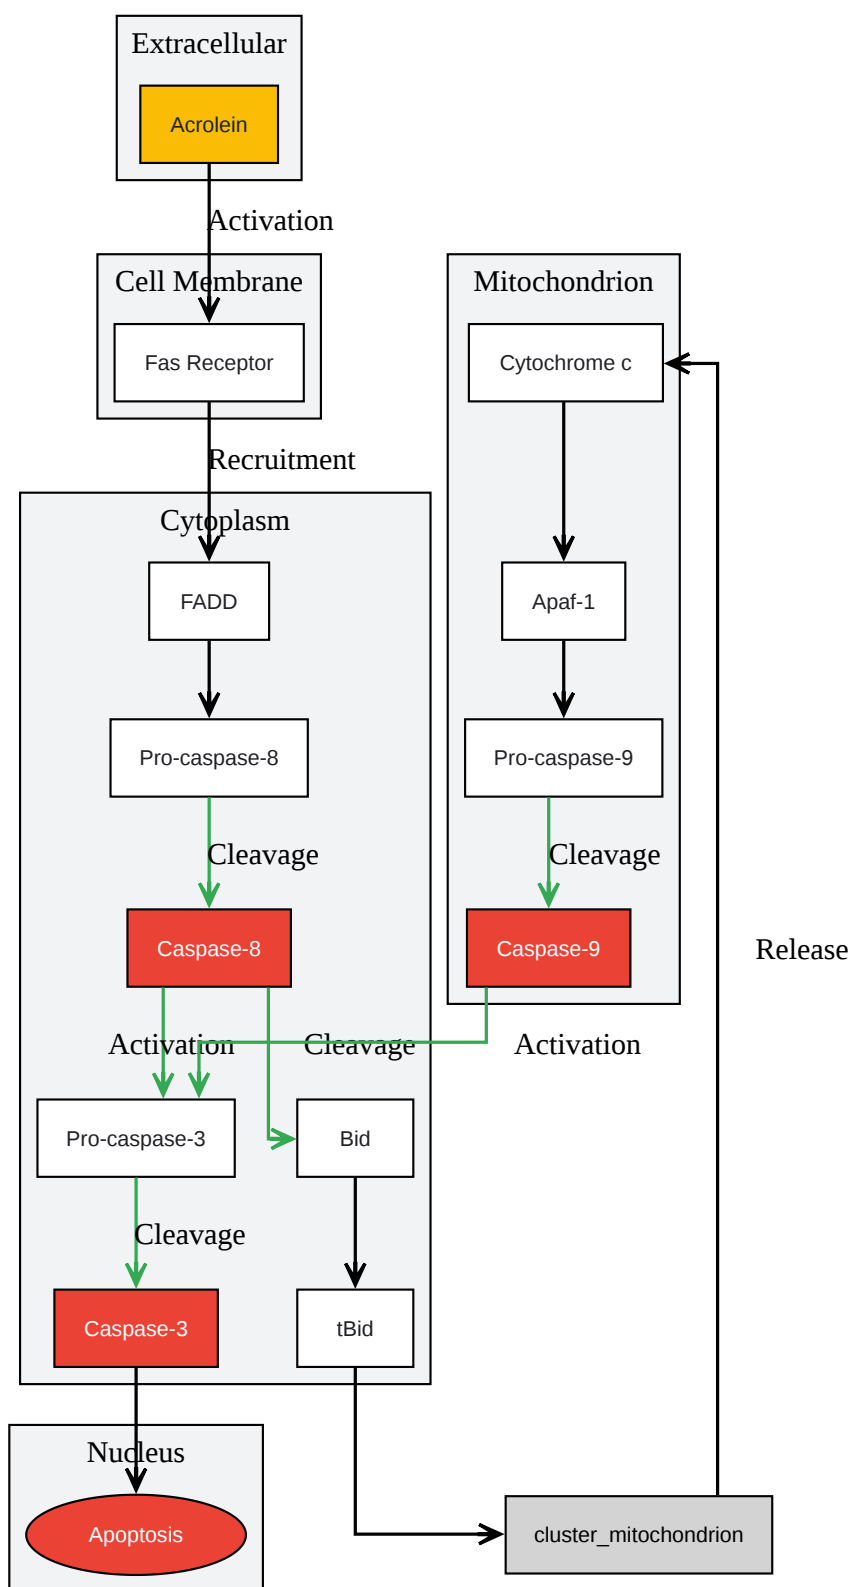 Extracellular
Acrolein
Activation
Cell Membrane
Fas Receptor
Mitochondrion
Cytochrome c
Recruitment
Cytoplasm
FADD
Apaf-1
Pro-caspase-8
Pro-caspase-9
Cleavage
Cleavage
Caspase-8
Caspase-9
Release
Activation
Cleavage
Activation
Pro-caspase-3
Bid
Cleavage
Caspase-3
tBid
Nucleus
Apoptosis
cluster_mitochondrion